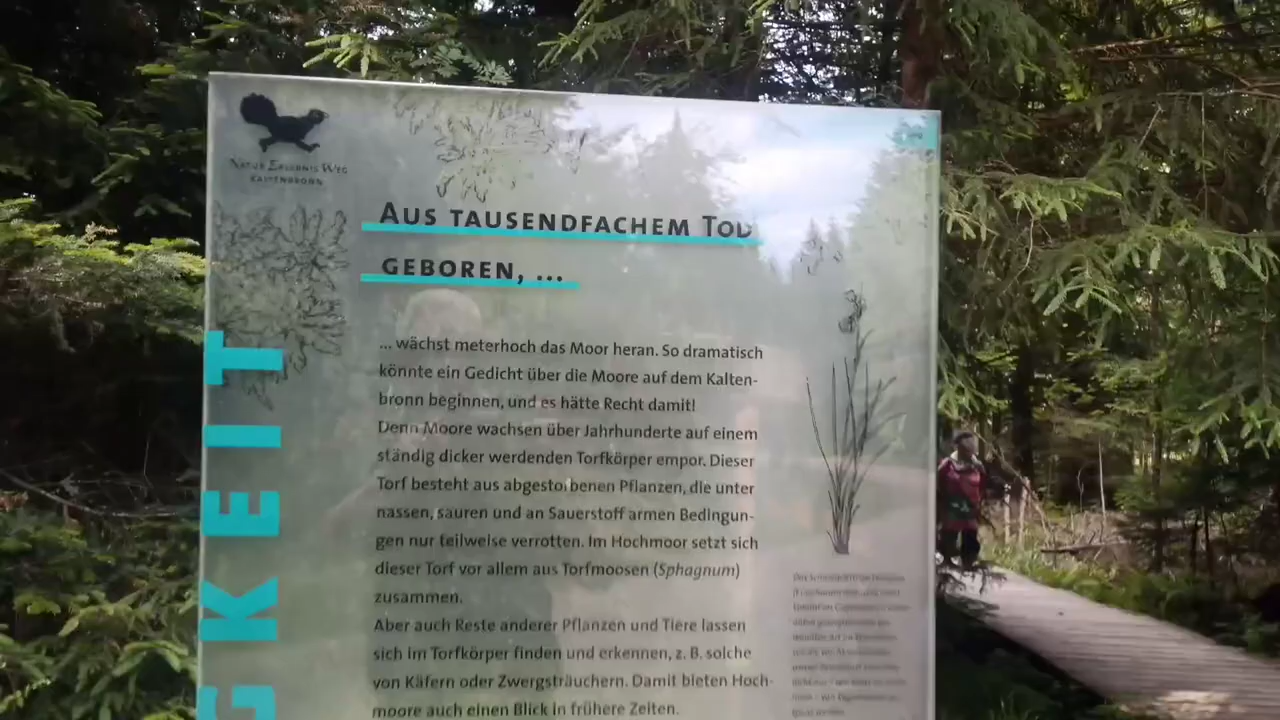 NATUR ERLEBNIS WEG
KALTENBRONN
AUS TAUSENDFACHEM TOD
GEBOREN, ...
... wächst meterhoch das Moor heran. So dramatisch
könnte ein Gedicht über die Moore auf dem Kalten-
bronn beginnen, und es hätte Recht damit!
Denn Moore wachsen über Jahrhunderte auf einem
ständig dicker werdenden Torfkörper empor. Dieser
Torf besteht aus abgestorbenen Pflanzen, die unter
nassen, sauren und an Sauerstoff armen Bedingun-
gen nur teilweise verrotten. Im Hochmoor setzt sich
dieser Torf vor allem aus Torfmoosen (Sphagnum)
zusammen.
Aber auch Reste anderer Pflanzen und Tiere lassen
sich im Torfkörper finden und erkennen, z. B. solche
von Käfern oder Zwergsträuchern. Damit bieten Hoch-
moore auch einen Blick in frühere Zeiten.
GKEIT